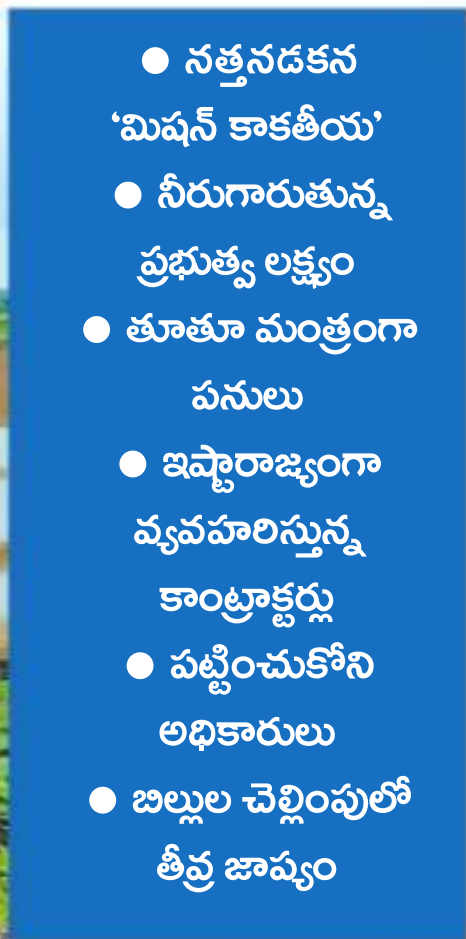 ● నత్తనడకన
‘మిషన్ కాకతీయ’
● నీరుగారుతున్న
ప్రభుత్వ లక్ష్యం
● తూతూ మంత్రంగా
పనులు
● ఇష్టారాజ్యంగా
వ్యవహరిస్తున్న
కాంట్రాక్టర్లు
● పట్టించుకోని
అధికారులు
● బిల్లుల చెల్లింపులో
తీవ్ర జాప్యం